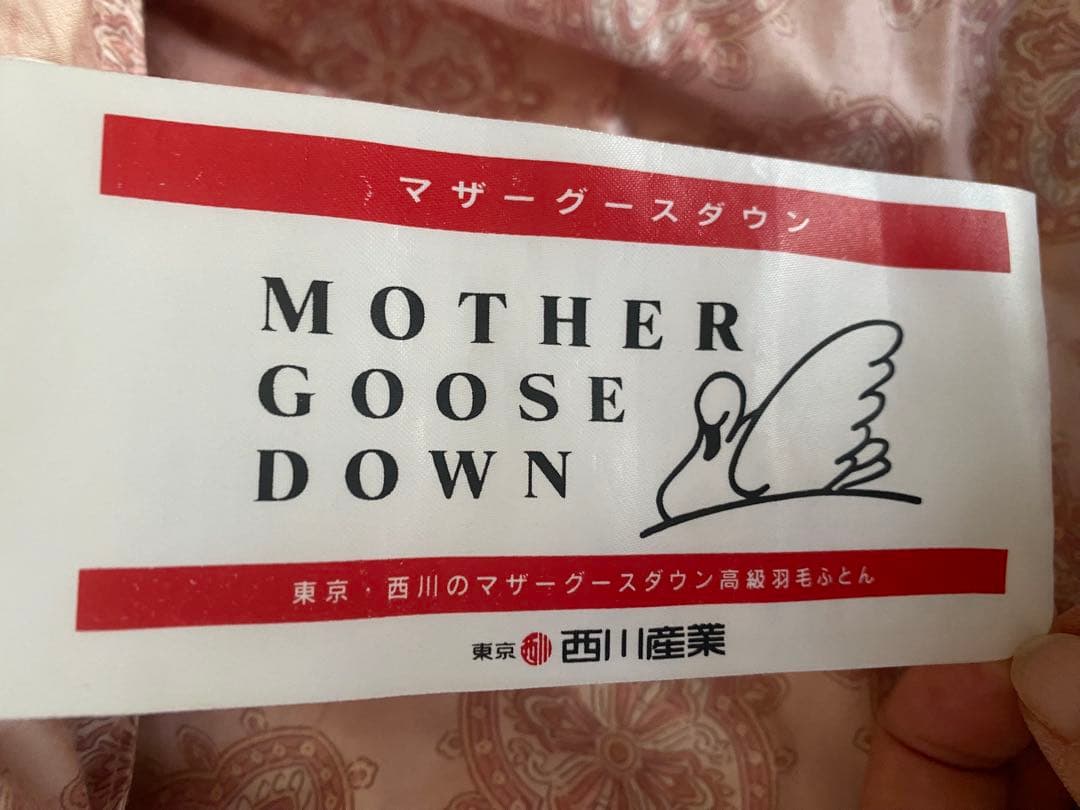 マザーグースダウン
MOTHER
GOOSE
DOWN
東京・西川のマザーグースダウン高級羽毛ふとん
東京 西川 西川産業